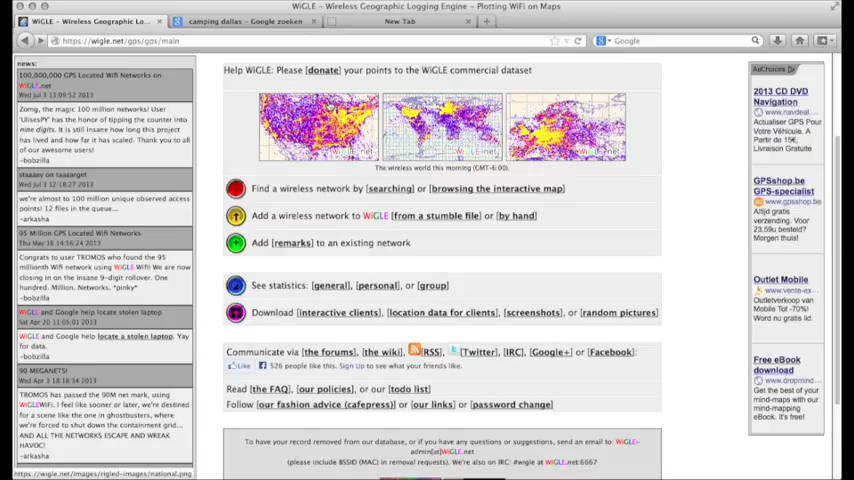 WiGLE - Wireless Geographic Logging Engine - Plotting WiFi on Maps
WiGLE - Wireless Geographic Lo...
camping dallas - Google zoeken
New Tab
https://wigle.net/gps/gps/main
Google
news:
100,000,000 GPS Located Wifi Networks on
WiGLE.net
Wed Jul 3 13:09:52 2013
Zomg, the magic 100 million networks! User
'UlisesPY' has the honor of tipping the counter into
nine digits. It is still insane how long this project
has lived and how far it has scaled. Thank you to all
of our awesome users!
-bobzilla
staaaay on taaaarget
Wed Jul 3 12:18:27 2013
we're almost to 100 million unique observed access
points! 12 files in the queue...
-arkasha
95 Million GPS Located Wifi Networks
Thu May 16 14:56:24 2013
Congrats to user TROMOS who found the 95
millionth Wifi network using WiGLE Wifi! We are now
closing in on the insane 9-digit rollover. One
hundred. Million. Networks. *pinky*
-bobzilla
WiGLE and Google help locate stolen laptop
Sat Apr 20 11:05:01 2013
WiGLE and Google help locate a stolen laptop. Yay
for data.
-bobzilla
90 MEGANETS!
Wed Apr 3 18:18:34 2013
TROMOS has passed the 90M net mark, using
WiGLEWiFi. I feel like sooner or later, we're destined
for a scene like the one in ghostbusters, where
we're forced to shut down the containment grid...
AND ALL THE NETWORKS ESCAPE AND WREAK
HAVOC!
-arkasha
https://wigle.net/images/rigled-images/national.png
Help WiGLE: Please [donate] your points to the WiGLE commercial dataset
The wireless world this morning (GMT-6:00).
Find a wireless network by [searching] or [browsing the interactive map]
Add a wireless network to WiGLE [from a stumble file] or [by hand]
Add [remarks] to an existing network
See statistics: [general], [personal], or [group]
Download [interactive clients], [location data for clients], [screenshots], or [random pictures]
Communicate via [the forums], [the wiki], [RSS], [Twitter], [IRC], [Google+] or [Facebook]:
Like 526 people like this. Sign Up to see what your friends like.
Read [the FAQ], [our policies], or our [todo list]
Follow [our fashion advice (cafepress)] or [our links] or [password change]
To have your record removed from our database, or if you have any questions or suggestions, send an email to: WiGLE-
admin[at]WiGLE.net
(please include BSSID (MAC) in removal requests). We're also on IRC: #wigle at WiGLE.net:6667
AdChoices
2013 CD DVD
Navigation
www.navdeal...
Actualiser GPS Pour
Votre Véhicule. A
Partir de 15€,
Livraison Gratuite
GPSshop.be
GPS-specialist
www.gpsshop.be
Altijd gratis
verzending. Voor
23.59u besteld?
Morgen thuis!
Outlet Mobile
www.vente-ex...
Outletverkoop van
Mobile Tot -70%!
Word nu gratis lid.
Free eBook
download
www.dropmind...
Get the best of your
mind-maps with our
mind-mapping
eBook. It's free!